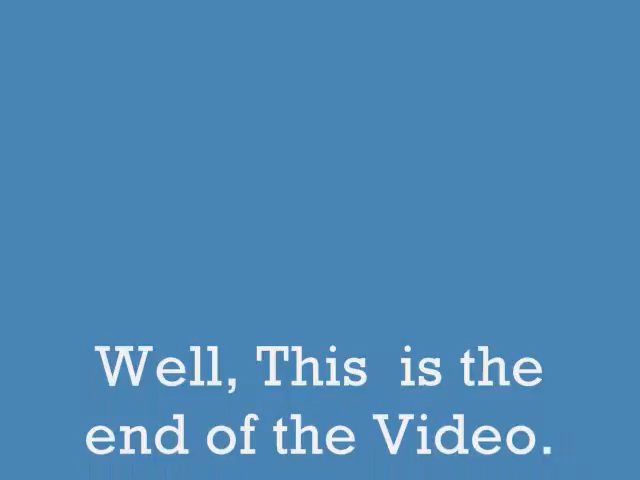 Well, This  is the
end of the Video.